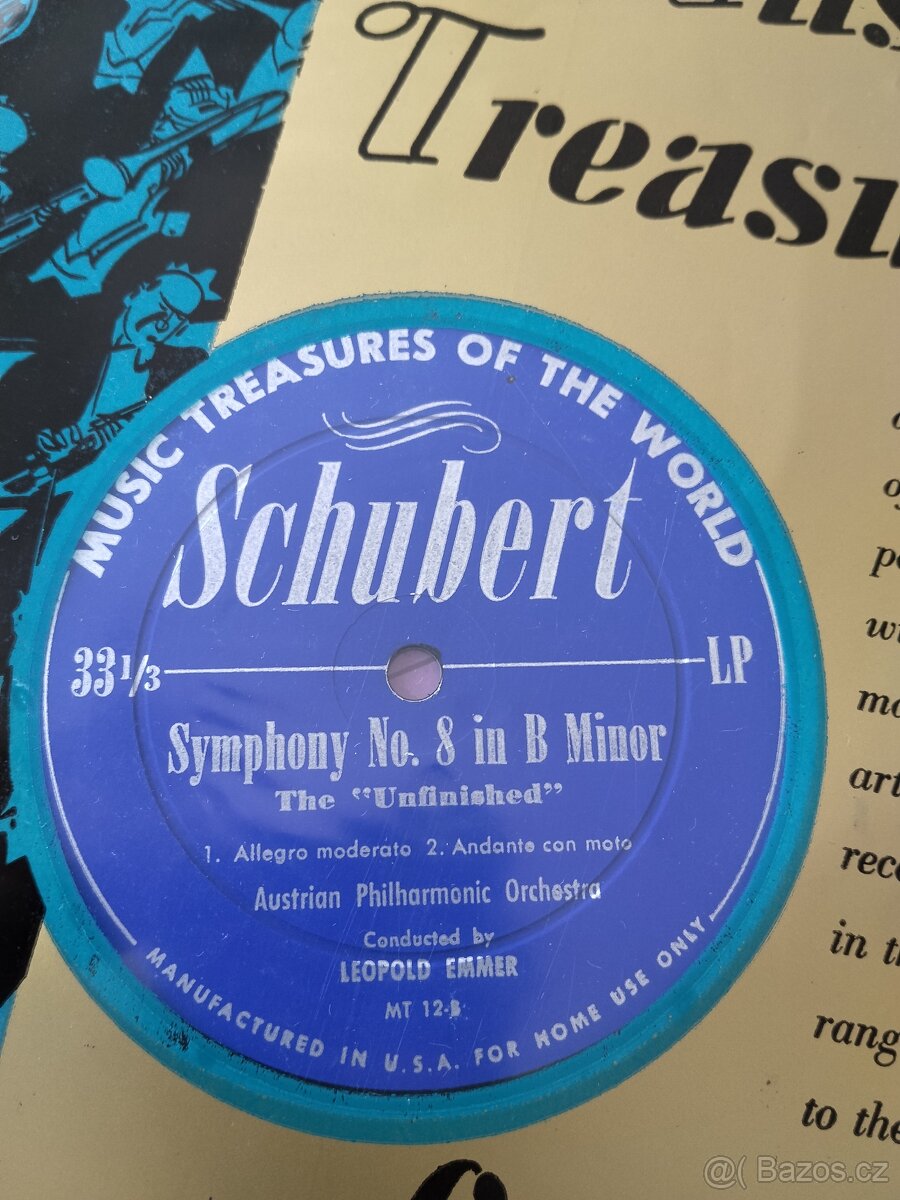 Treasu
MUSIC TREASURES OF THE WORLD
Schubert
33 1/3 LP
Symphony No. 8 in B Minor
The "Unfinished"
1. Allegro moderato 2. Andante con moto
Austrian Philharmonic Orchestra
Conducted by
LEOPOLD EMMER
MT 12-B
MANUFACTURED IN U.S.A. FOR HOME USE ONLY
in
to the
@( Bazos.cz